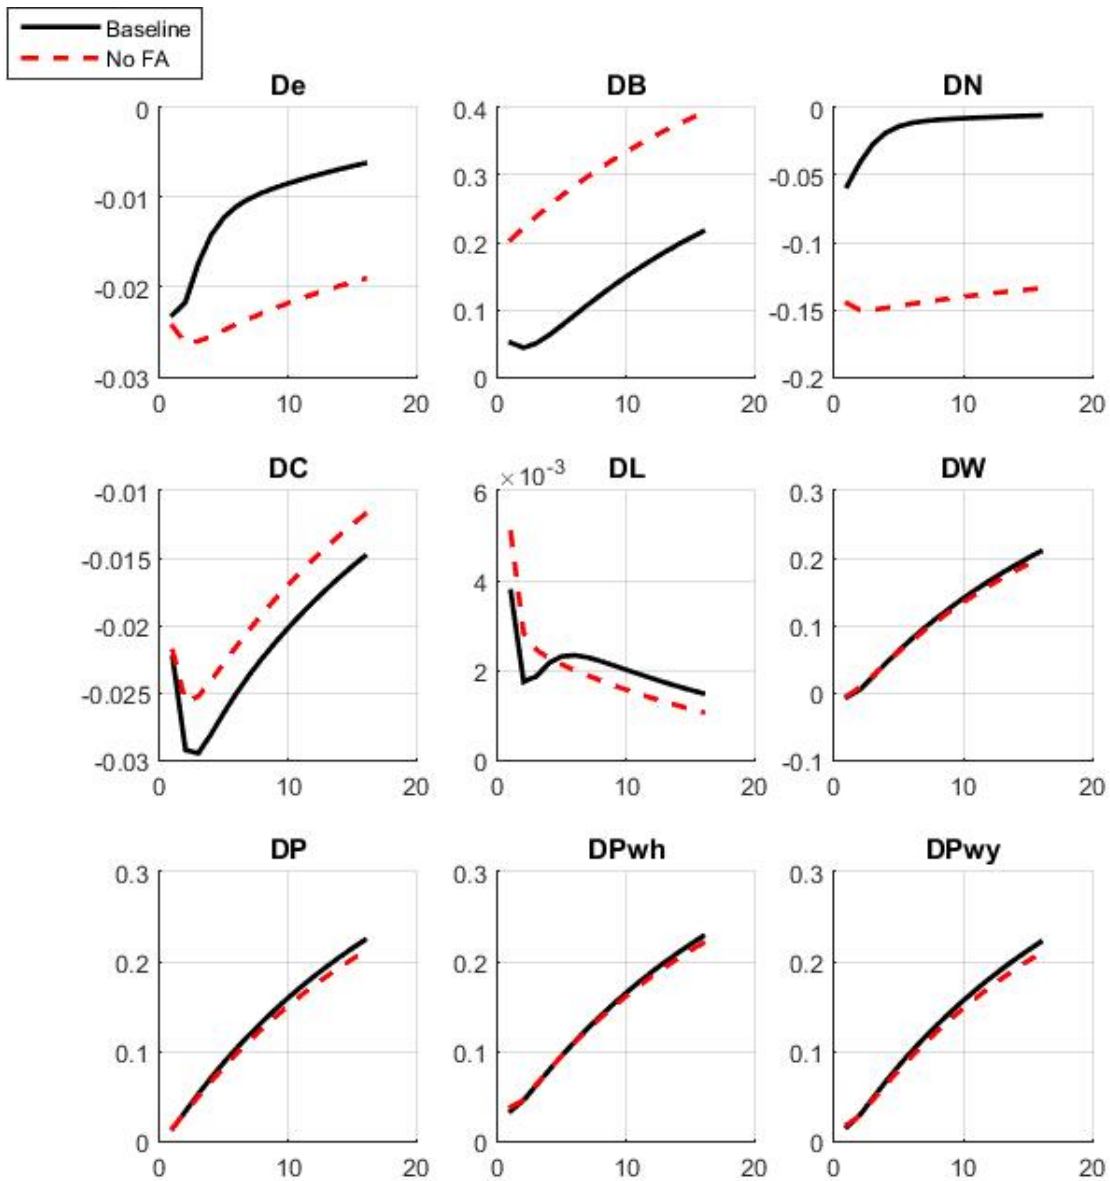 Baseline
No FA
De DB DN
0 0.4 0
-0.01 0.3 -0.05
-0.02 0.2 -0.1
0.1 -0.15
-0.03 0 -0.2
0 10 20 0 10 20 0 10 20
DC DL DW
-0.01 6 ×10-3 0.3
-0.015 0.2
-0.02 4 0.1
-0.025 2 0
-0.03 0 -0.1
0 10 20 0 10 20 0 10 20
DP DPwh DPwy
0.3 0.3 0.3
0.2 0.2 0.2
0.1 0.1 0.1
0 0 0
0 10 20 0 10 20 0 10 20